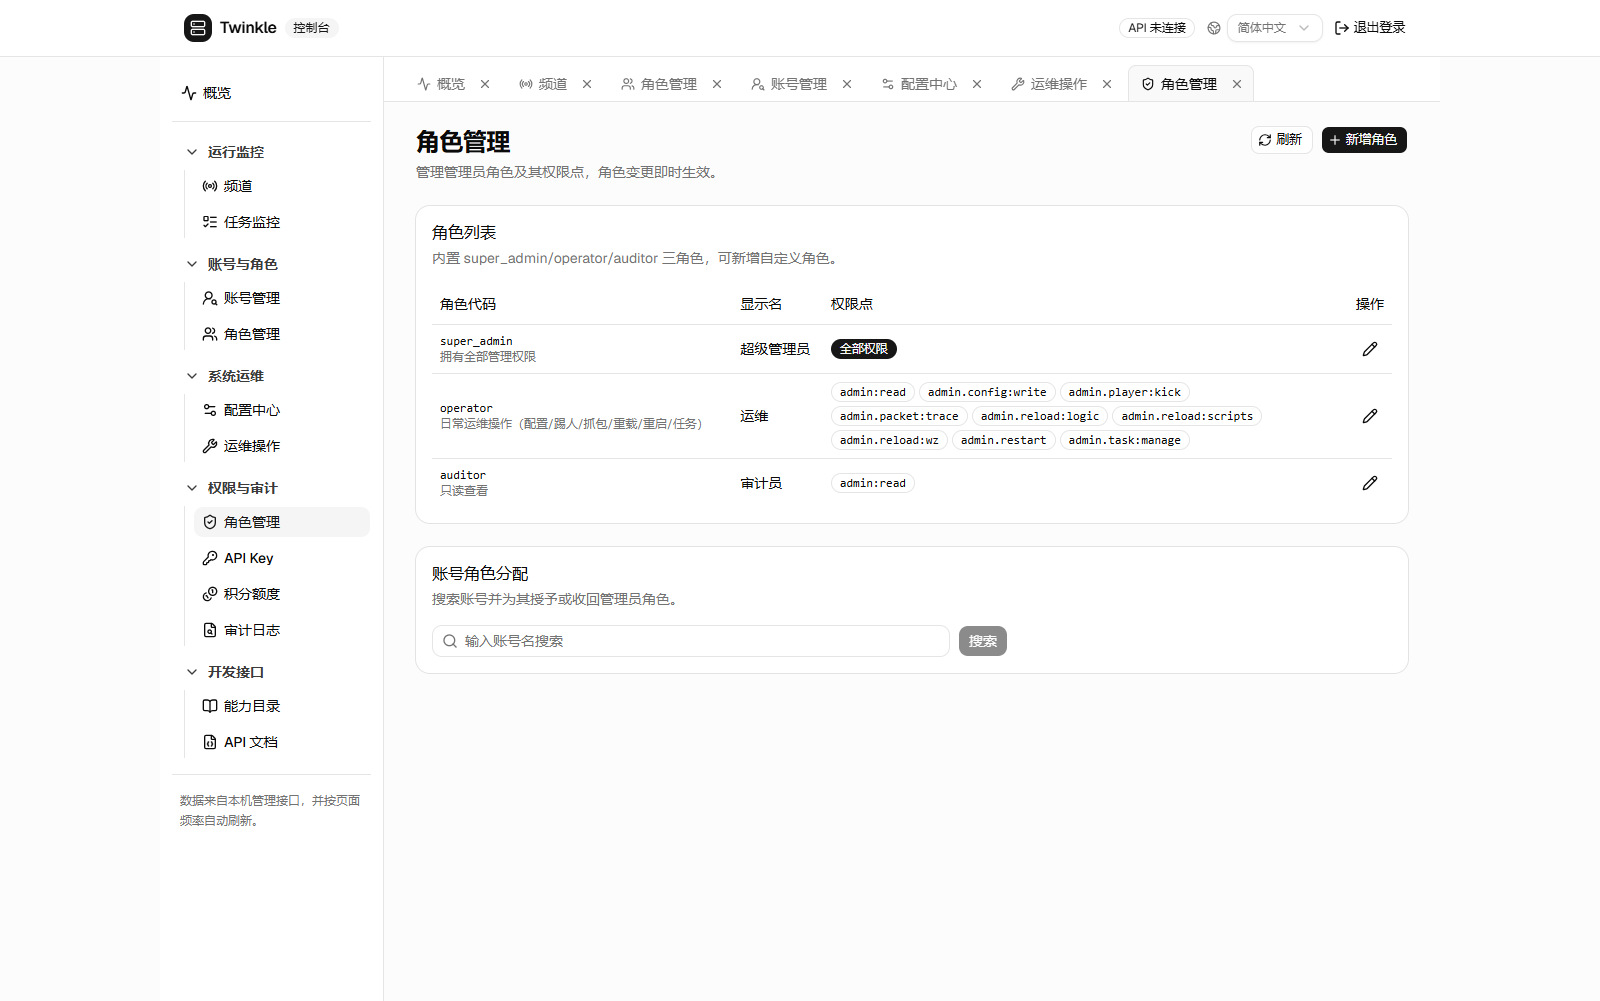 Twinkle 控制台
API 未连接 简体中文 退出登录
概览
运行监控
频道
任务监控
账号与角色
账号管理
角色管理
系统运维
配置中心
运维操作
权限与审计
角色管理
API Key
积分额度
审计日志
开发接口
能力目录
API 文档
数据来自本机管理接口，并按页面
频率自动刷新。
概览 频道 角色管理 账号管理 配置中心 运维操作 角色管理
角色管理
管理管理员角色及其权限点，角色变更即时生效。
刷新 新增角色
角色列表
内置 super_admin/operator/auditor 三角色，可新增自定义角色。
角色代码 显示名 权限点 操作
super_admin
拥有全部管理权限
超级管理员
全部权限
operator
日常运维操作（配置/踢人/抓包/重载/重启/任务）
运维
admin:read admin.config:write admin.player:kick
admin.packet:trace admin.reload:logic admin.reload:scripts
admin.reload:wz admin.restart admin.task:manage
auditor
只读查看
审计员
admin:read
账号角色分配
搜索账号并为其授予或收回管理员角色。
输入账号名搜索 搜索